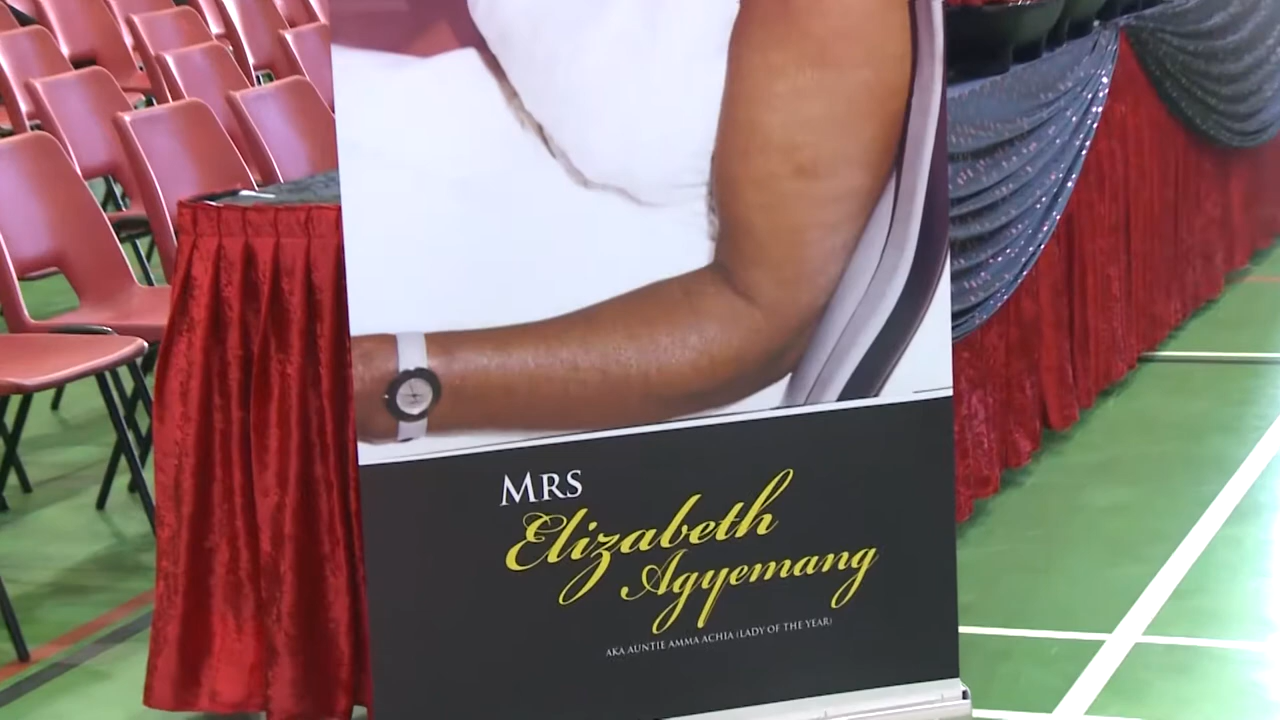 MRS
Elizabeth
Agyemang
AKA AUNTIE AMMA ACHIA (LADY OF THE YEAR)